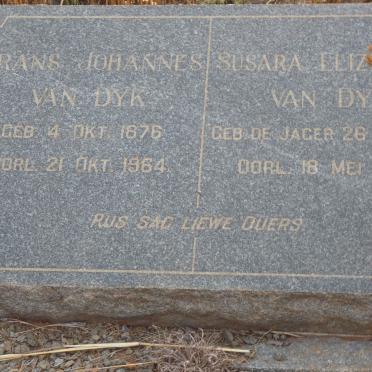 RANS JOHANNES
VAN DYK
GEB. 4 OKT. 1876
OORL. 21 OKT. 1964.
SUSARA ELIZ
VAN DY
GEB. DE JAGER 26
OORL. 18 MEI
RUS SAG LIEWE OUERS